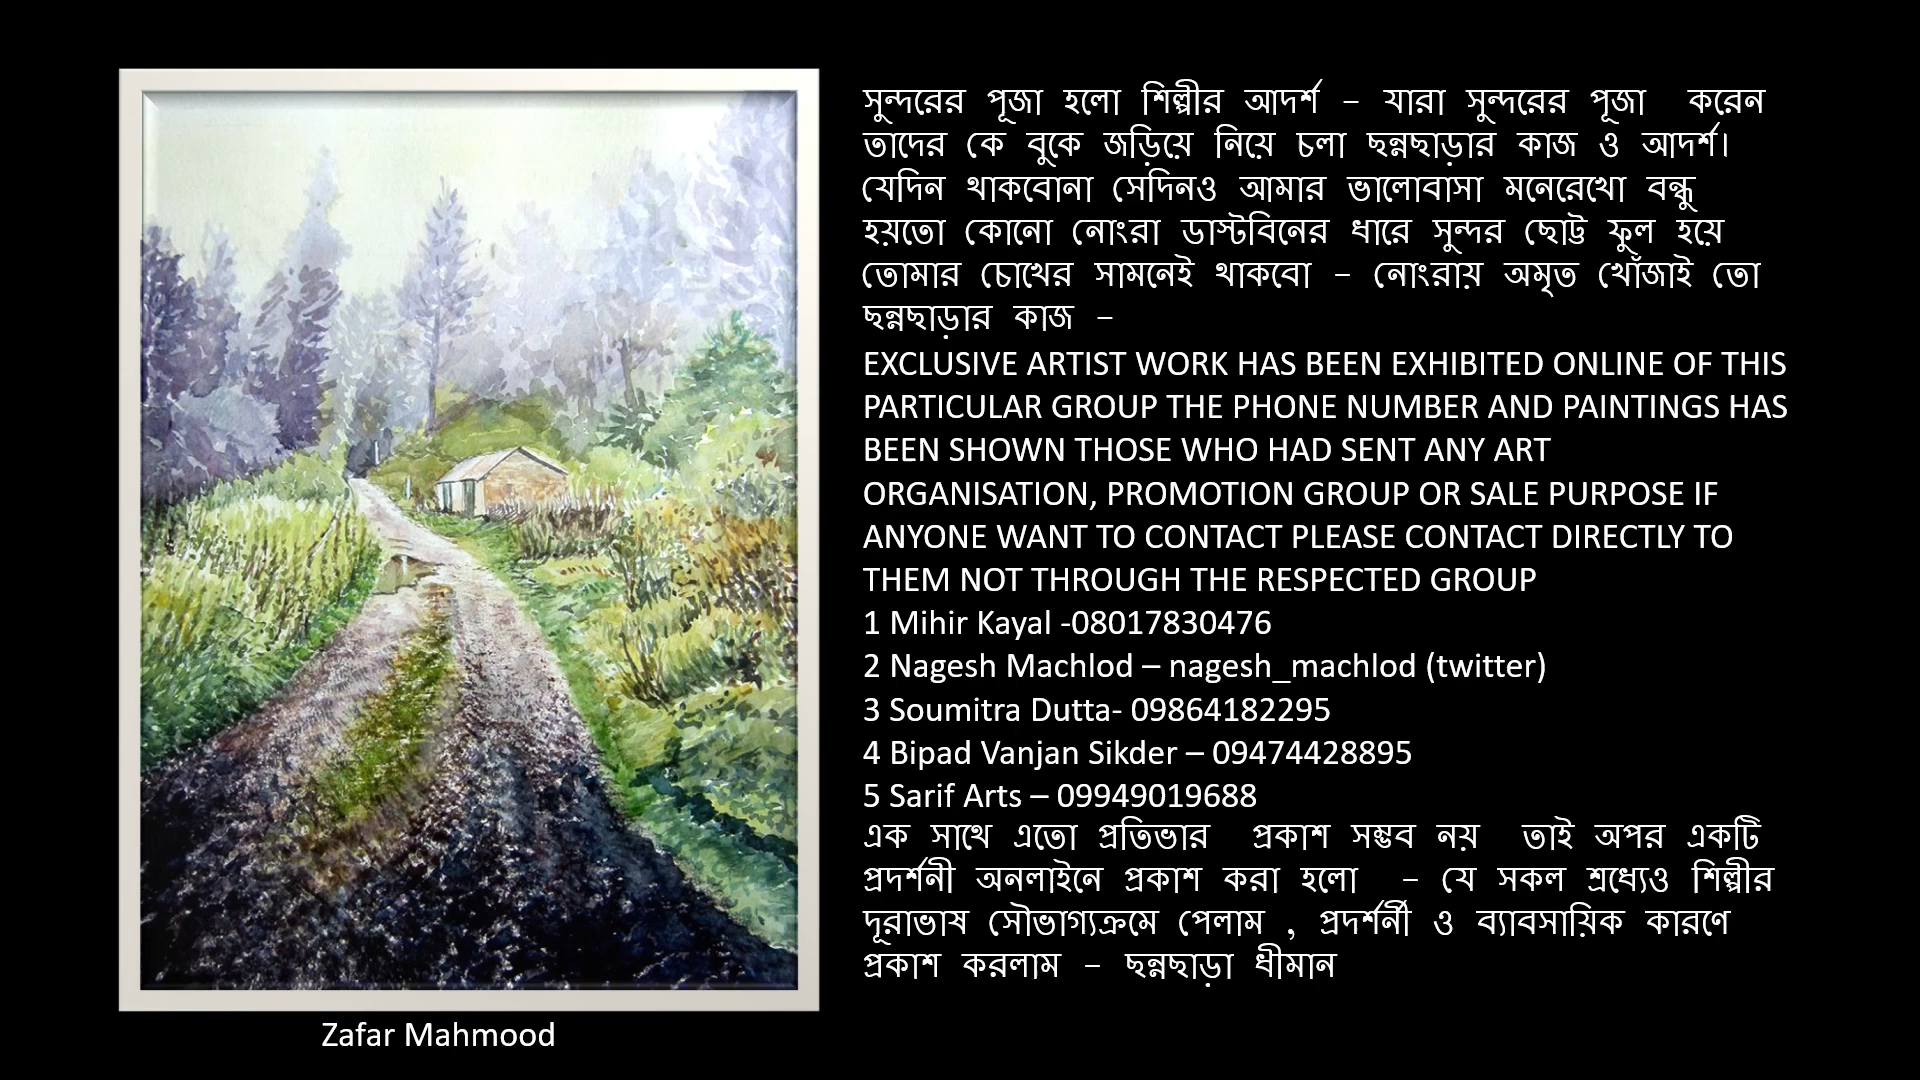 সুন্দরের পূজা হলো শিল্পীর আদর্শ – যারা সুন্দরের পূজা করেন
তাদের কে বুকে জড়িয়ে নিয়ে চলা ছন্নছাড়ার কাজ ও আদর্শ।
যেদিন থাকবোনা সেদিনও আমার ভালোবাসা মনেরেখো বন্ধু
হয়তো কোনো নোংরা ডাস্টবিনের ধারে সুন্দর ছোট্ট ফুল হয়ে
তোমার চোখের সামনেই থাকবো – নোংরায় অমৃত খোঁজাই তো
ছন্নছাড়ার কাজ –
EXCLUSIVE ARTIST WORK HAS BEEN EXHIBITED ONLINE OF THIS
PARTICULAR GROUP THE PHONE NUMBER AND PAINTINGS HAS
BEEN SHOWN THOSE WHO HAD SENT ANY ART
ORGANISATION, PROMOTION GROUP OR SALE PURPOSE IF
ANYONE WANT TO CONTACT PLEASE CONTACT DIRECTLY TO
THEM NOT THROUGH THE RESPECTED GROUP
1 Mihir Kayal -08017830476
2 Nagesh Machlod – nagesh_machlod (twitter)
3 Soumitra Dutta- 09864182295
4 Bipad Vanjan Sikder – 09474428895
5 Sarif Arts – 09949019688
এক সাথে এতো প্রতিভার প্রকাশ সম্ভব নয় তাই অপর একটি
প্রদর্শনী অনলাইনে প্রকাশ করা হলো – যে সকল শ্রধ্যেও শিল্পীর
দূরাভাষ সৌভাগ্যক্রমে পেলাম , প্রদর্শনী ও ব্যাবসায়িক কারণে
প্রকাশ করলাম – ছন্নছাড়া ধীমান
Zafar Mahmood